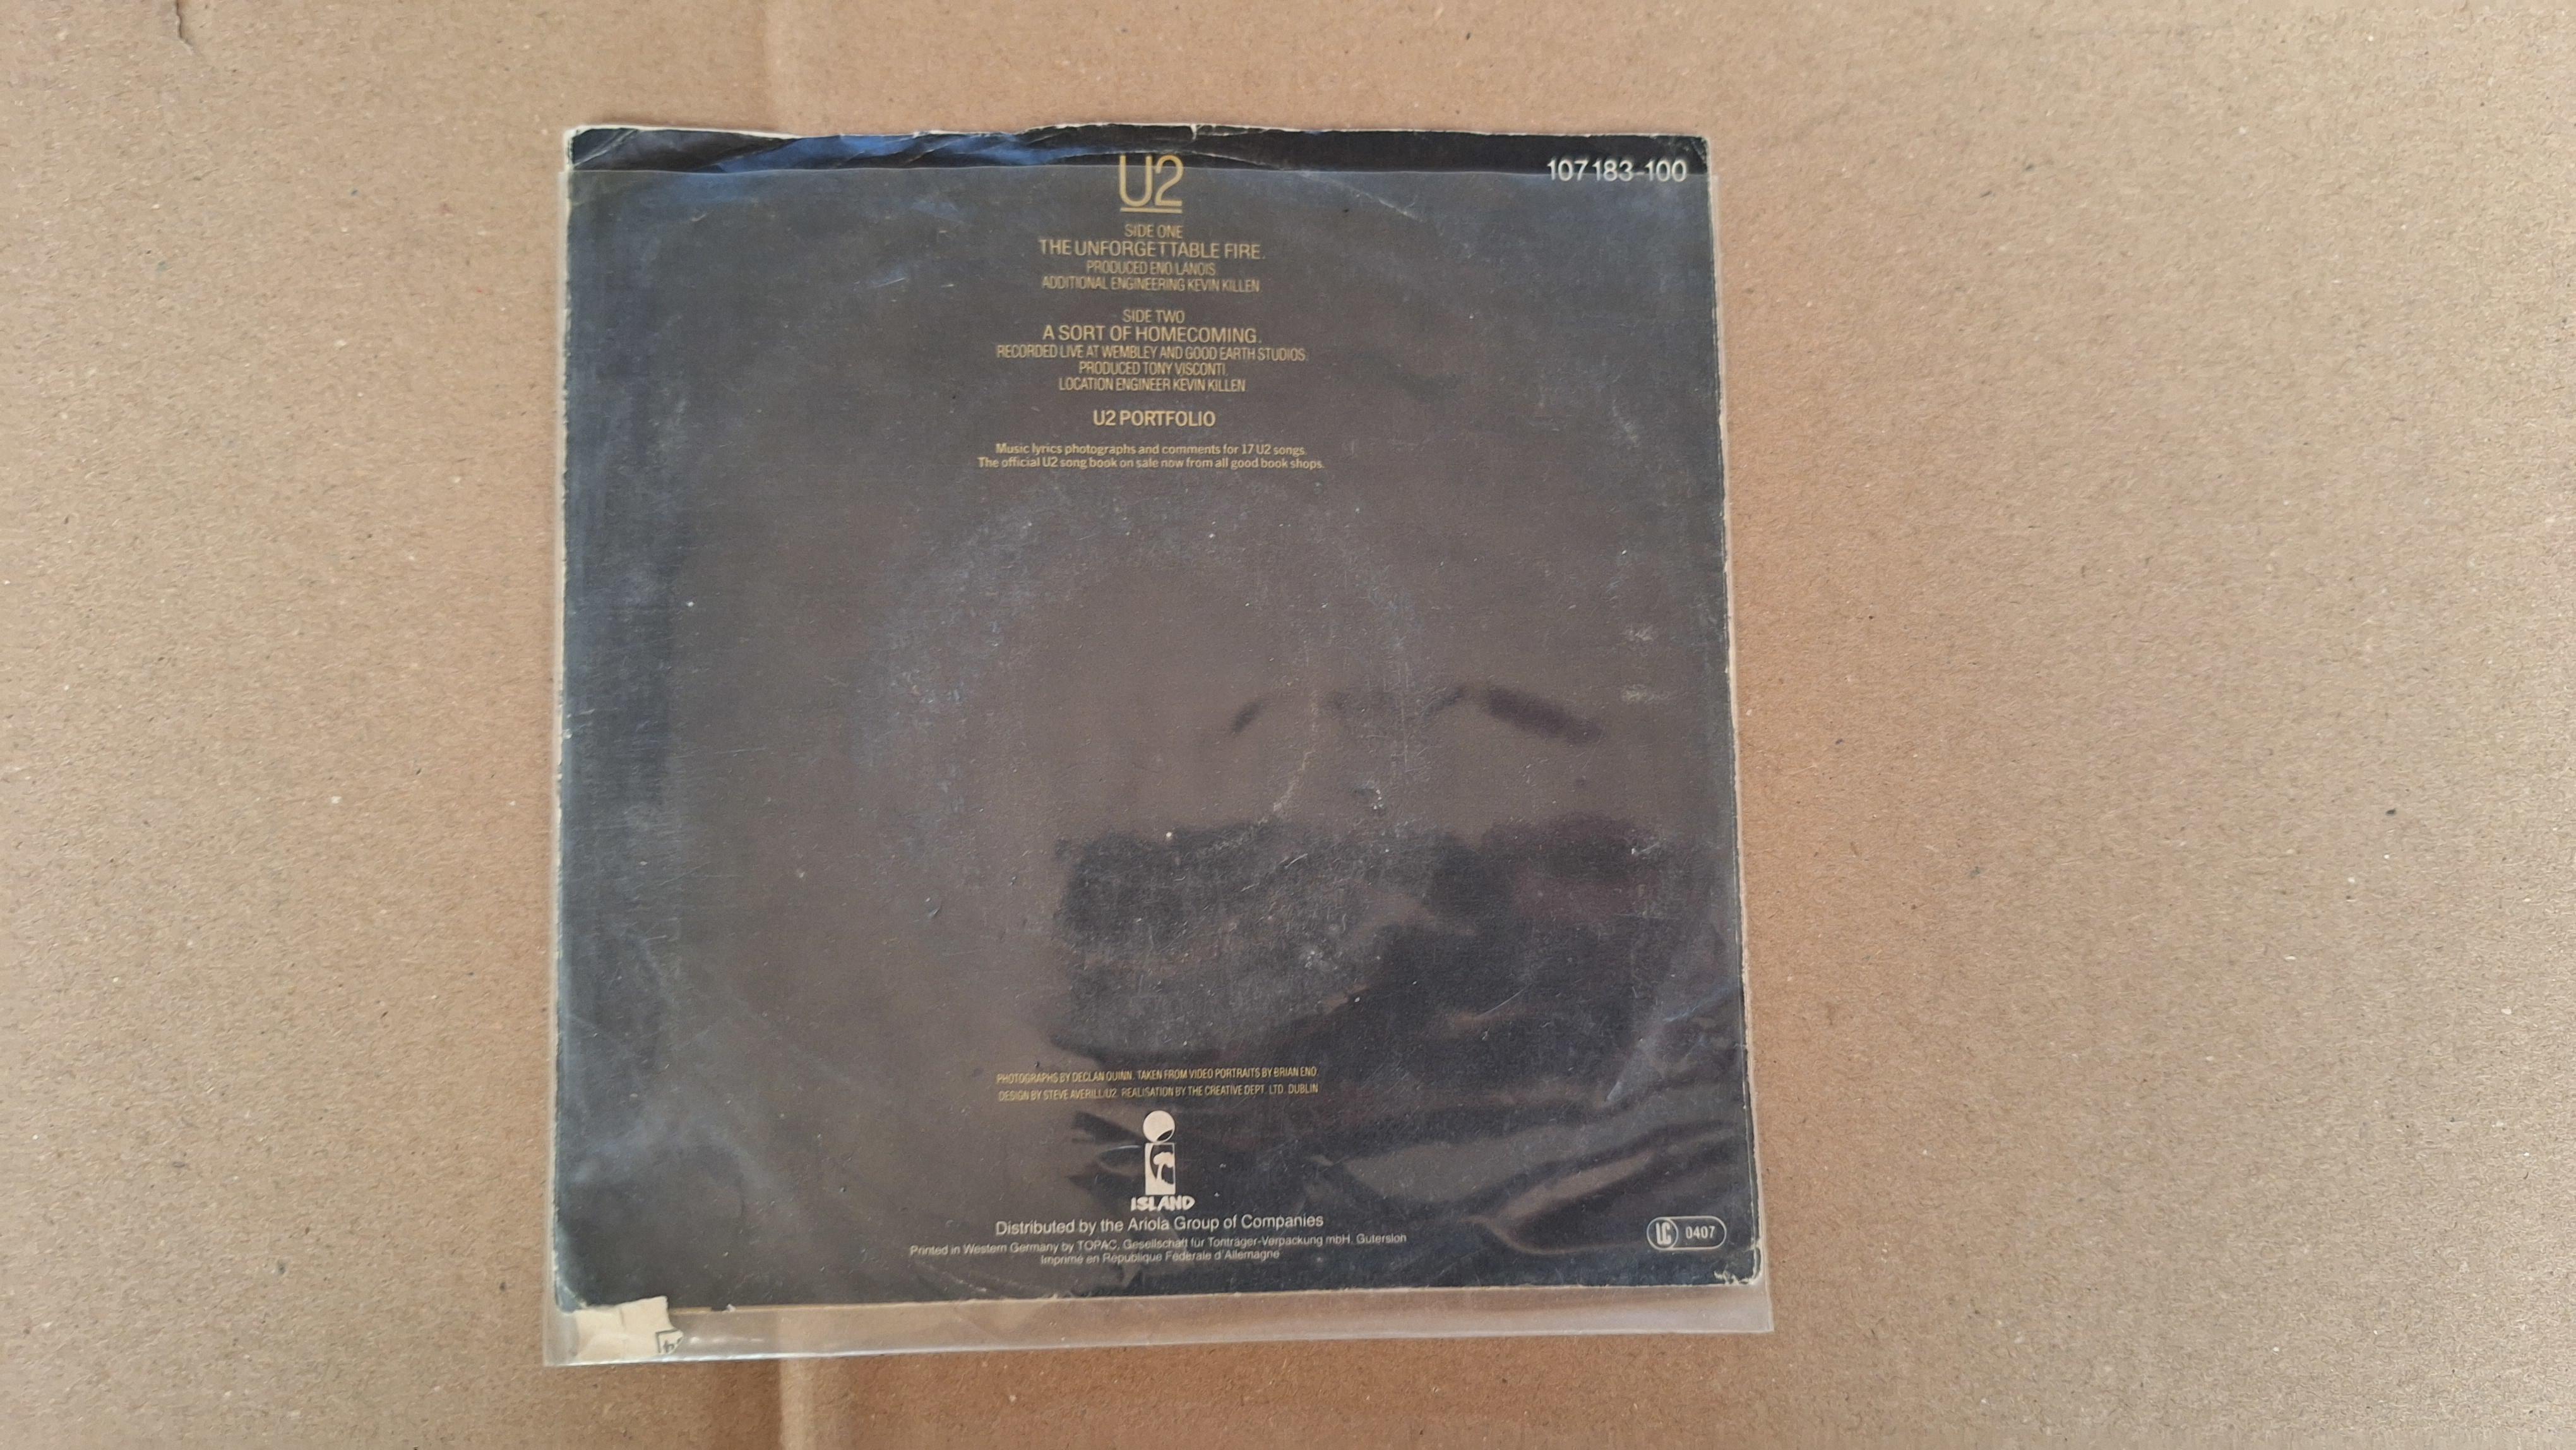 U2
107 183-100
SIDE ONE
THE UNFORGETTABLE FIRE.
PRODUCED ENO/LANOIS.
ADDITIONAL ENGINEERING KEVIN KILLEN
SIDE TWO
A SORT OF HOMECOMING.
RECORDED LIVE AT WEMBLEY AND GOOD EARTH STUDIOS.
PRODUCED TONY VISCONTI.
LOCATION ENGINEER KEVIN KILLEN
U2 PORTFOLIO
Music lyrics photographs and comments for 17 U2 songs.
The official U2 song book on sale now from all good book shops.
PHOTOGRAPHS BY DECLAN QUINN. TAKEN FROM VIDEO PORTRAITS BY BRIAN ENO.
DESIGN BY STEVE AVERILL/U2. REALISATION BY THE CREATIVE DEPT. LTD. DUBLIN
ISLAND
Distributed by the Ariola Group of Companies
LC 0407
Printed in Western Germany by TOPAC, Gesellschaft für Tonträger-Verpackung mbH, Gütersloh
Imprimé en République Fédérale d'Allemagne